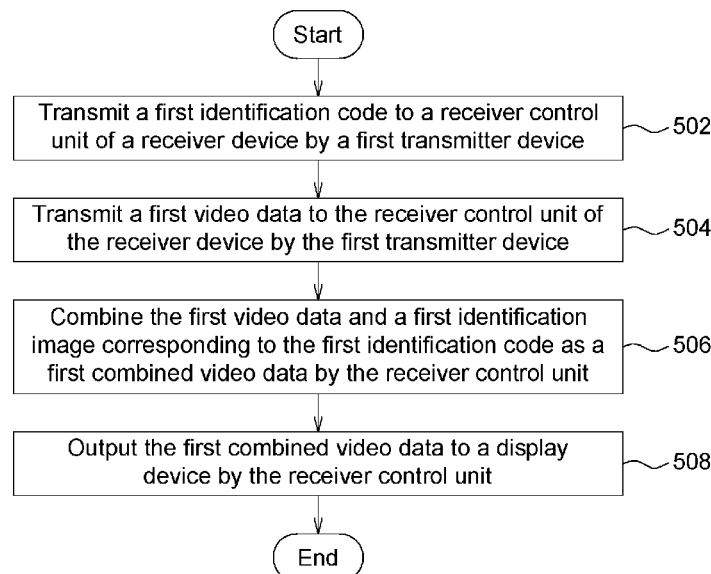 Start
Transmit a first identification code to a receiver control
unit of a receiver device by a first transmitter device
502
Transmit a first video data to the receiver control unit of
the receiver device by the first transmitter device
504
Combine the first video data and a first identification
image corresponding to the first identification code as a
first combined video data by the receiver control unit
506
Output the first combined video data to a display
device by the receiver control unit
508
End